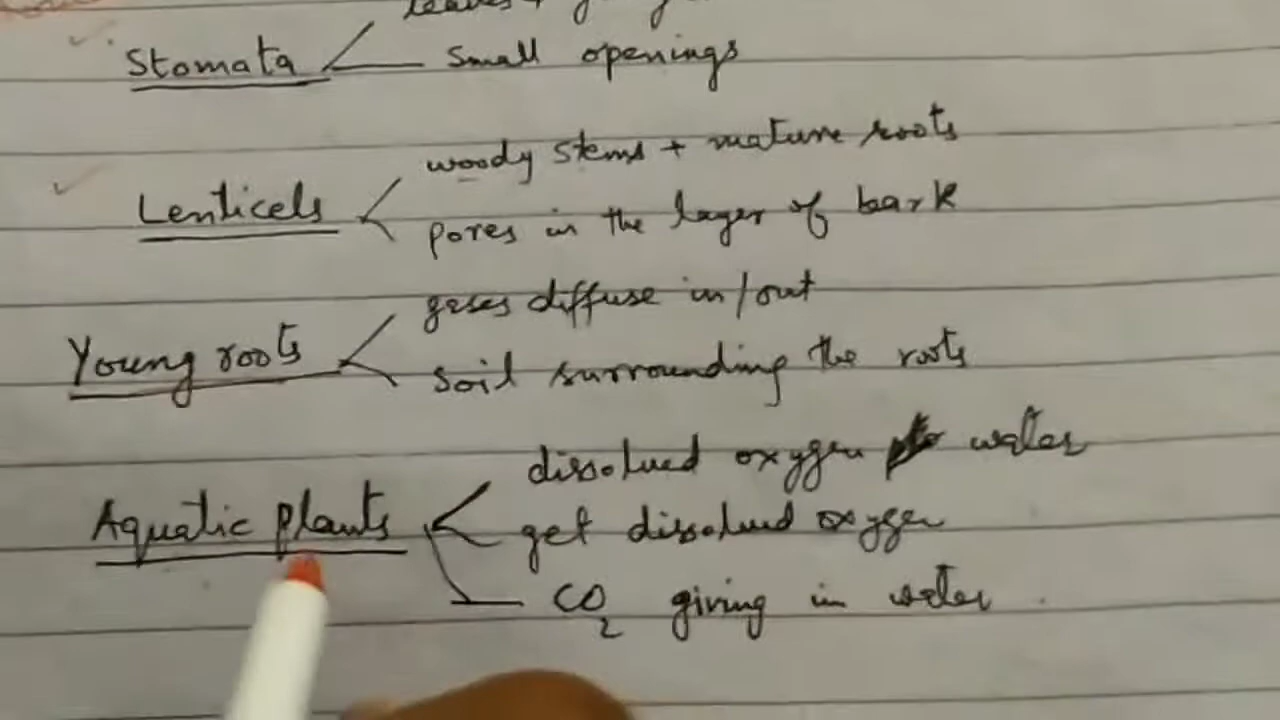 Stomata small openings
woody stems + mature roots
Lenticels
pores in the layer of bark
gases diffuse in/out
Young roots
soil surrounding the roots
dissolved oxygen water
Aquatic plants get dissolved oxygen
CO2 giving in water